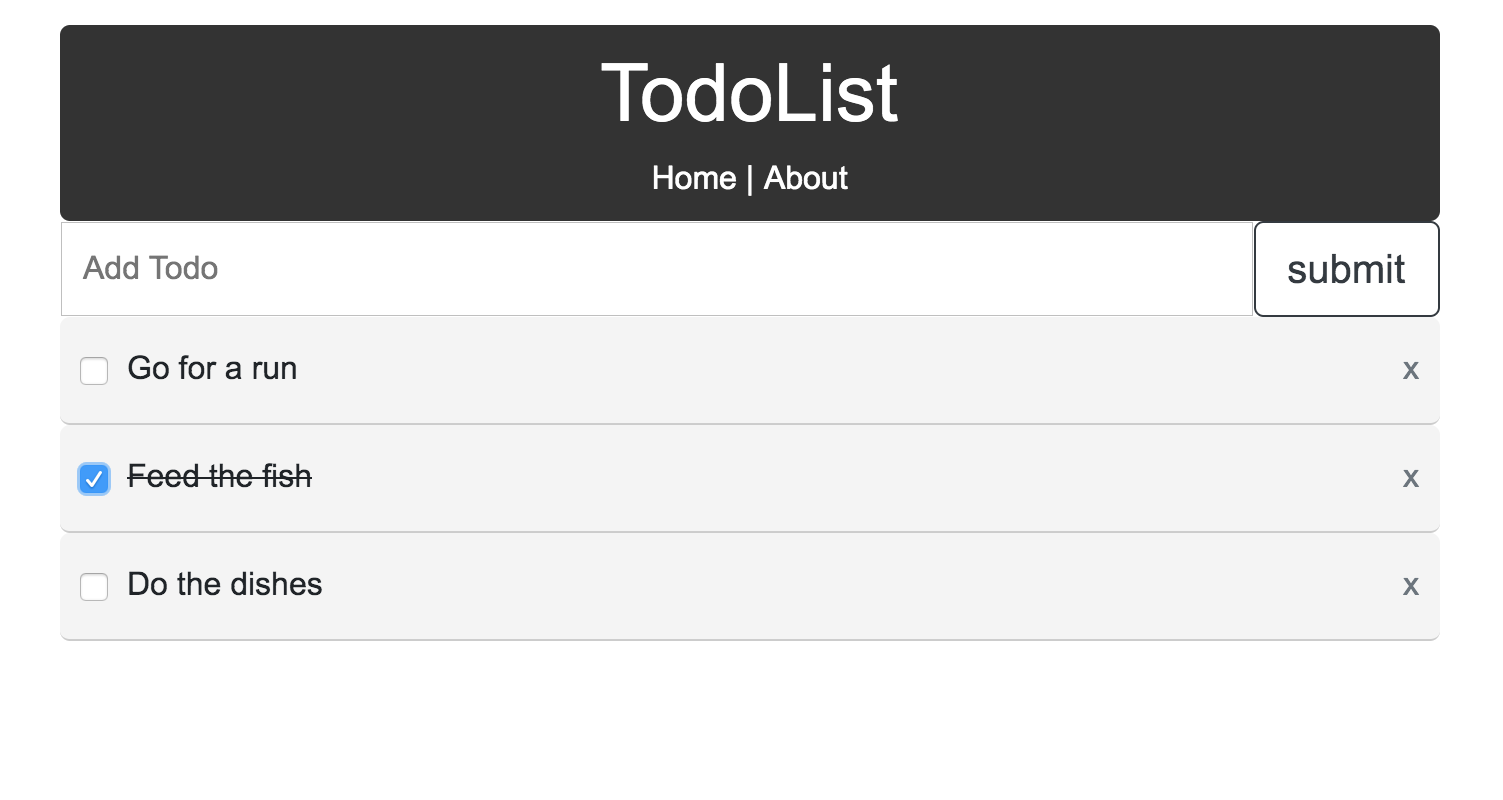 TodoList
Home | About
Add Todo
submit
Go for a run
x
Feed the fish
x
Do the dishes
x